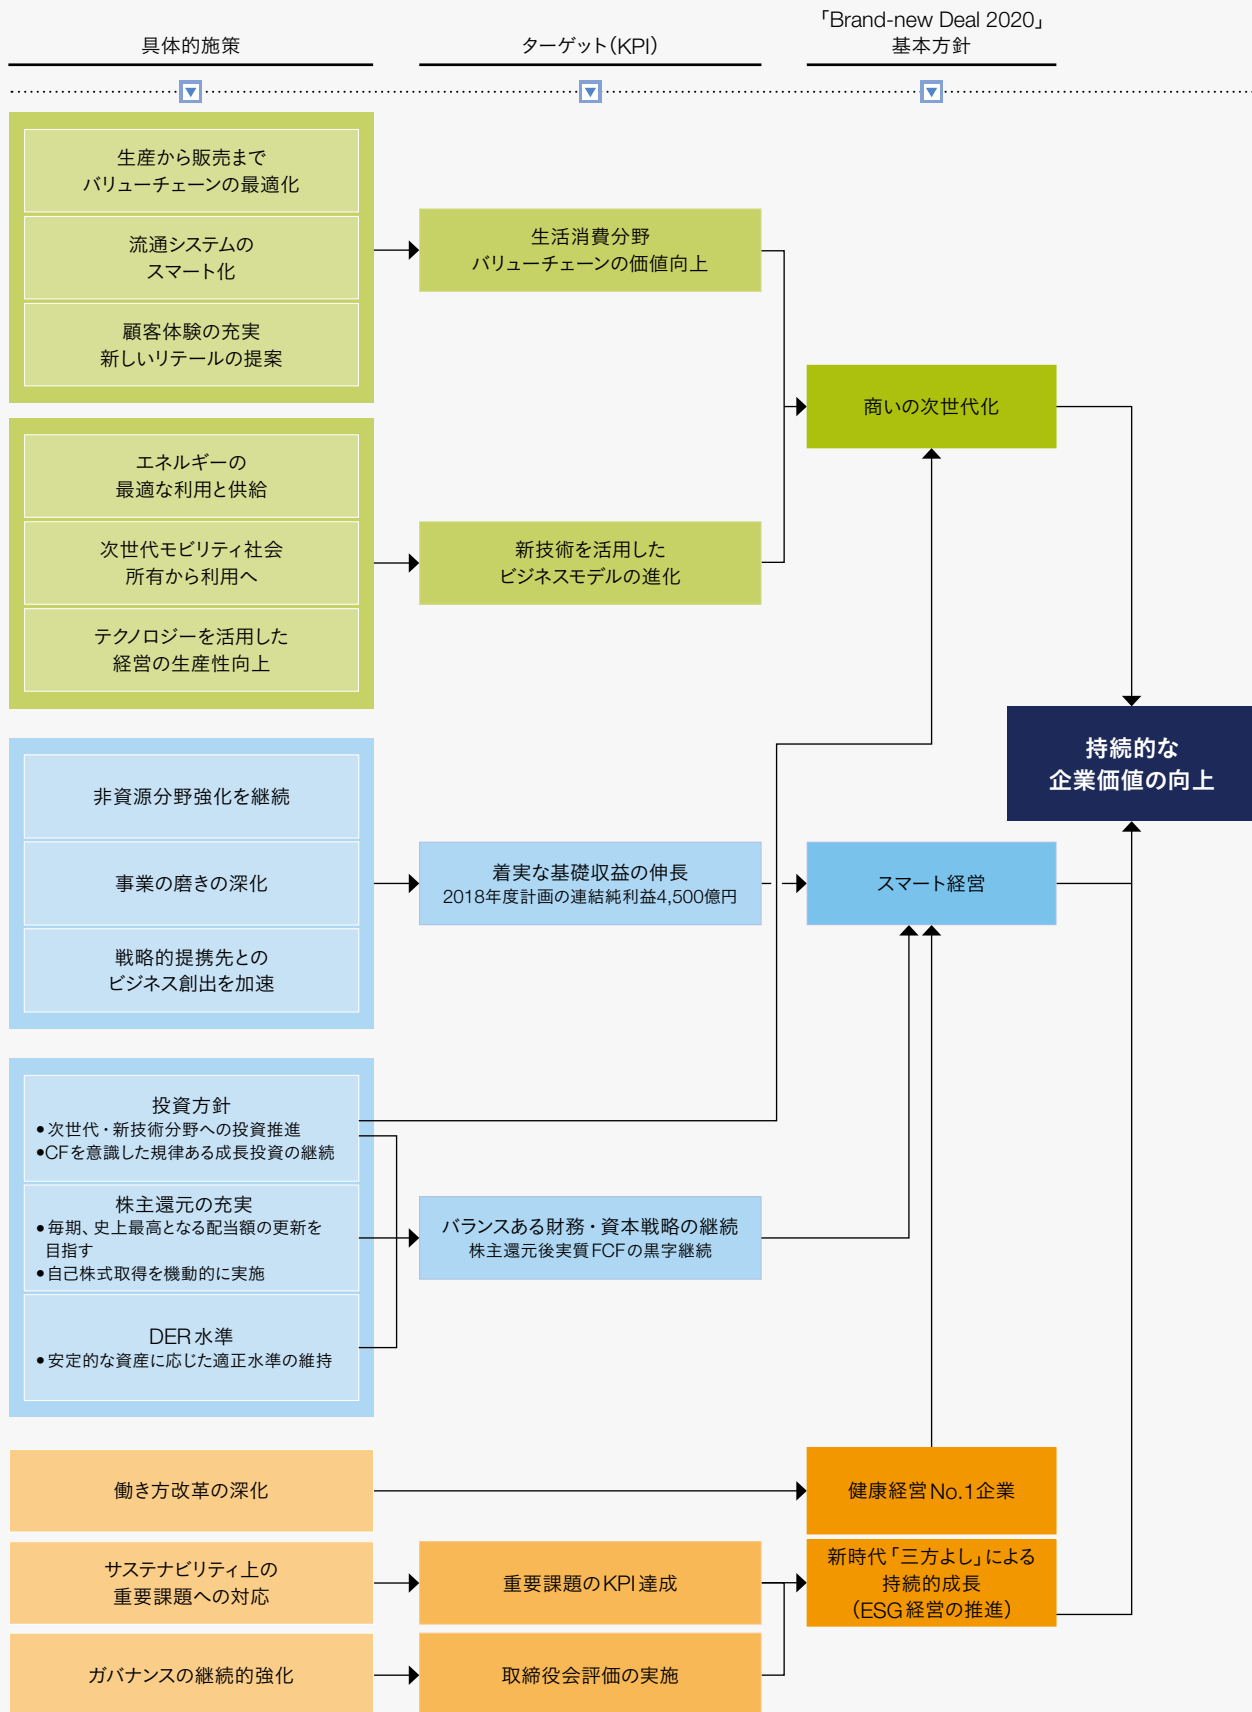 具体的施策
ターゲット（KPI）
「Brand-new Deal 2020」
基本方針
生産から販売まで
バリューチェーンの最適化
流通システムの
スマート化
顧客体験の充実
新しいリテールの提案
生活消費分野
バリューチェーンの価値向上
商いの次世代化
エネルギーの
最適な利用と供給
次世代モビリティ社会
所有から利用へ
テクノロジーを活用した
経営の生産性向上
新技術を活用した
ビジネスモデルの進化
持続的な
企業価値の向上
非資源分野強化を継続
事業の磨きの深化
戦略的提携先との
ビジネス創出を加速
着実な基礎収益の伸長
2018年度計画の連結純利益4,500億円
スマート経営
投資方針
●次世代・新技術分野への投資推進
●CFを意識した規律ある成長投資の継続
株主還元の充実
●毎期、史上最高となる配当額の更新を
目指す
●自己株式取得を機動的に実施
DER水準
●安定的な資産に応じた適正水準の維持
バランスある財務・資本戦略の継続
株主還元後実質FCFの黒字継続
働き方改革の深化
健康経営No.1企業
サステナビリティ上の
重要課題への対応
重要課題のKPI達成
新時代「三方よし」による
持続的成長
（ESG経営の推進）
ガバナンスの継続的強化
取締役会評価の実施